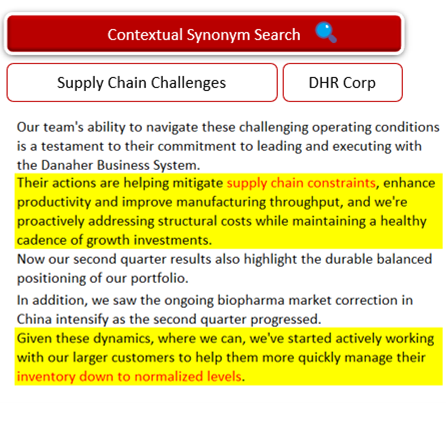 Contextual Synonym Search
Supply Chain Challenges
DHR Corp
Our team's ability to navigate these challenging operating conditions
is a testament to their commitment to leading and executing with
the Danaher Business System.
Their actions are helping mitigate supply chain constraints, enhance
productivity and improve manufacturing throughput, and we're
proactively addressing structural costs while maintaining a healthy
cadence of growth investments.
Now our second quarter results also highlight the durable balanced
positioning of our portfolio.
In addition, we saw the ongoing biopharma market correction in
China intensify as the second quarter progressed.
Given these dynamics, where we can, we've started actively working
with our larger customers to help them more quickly manage their
inventory down to normalized levels.